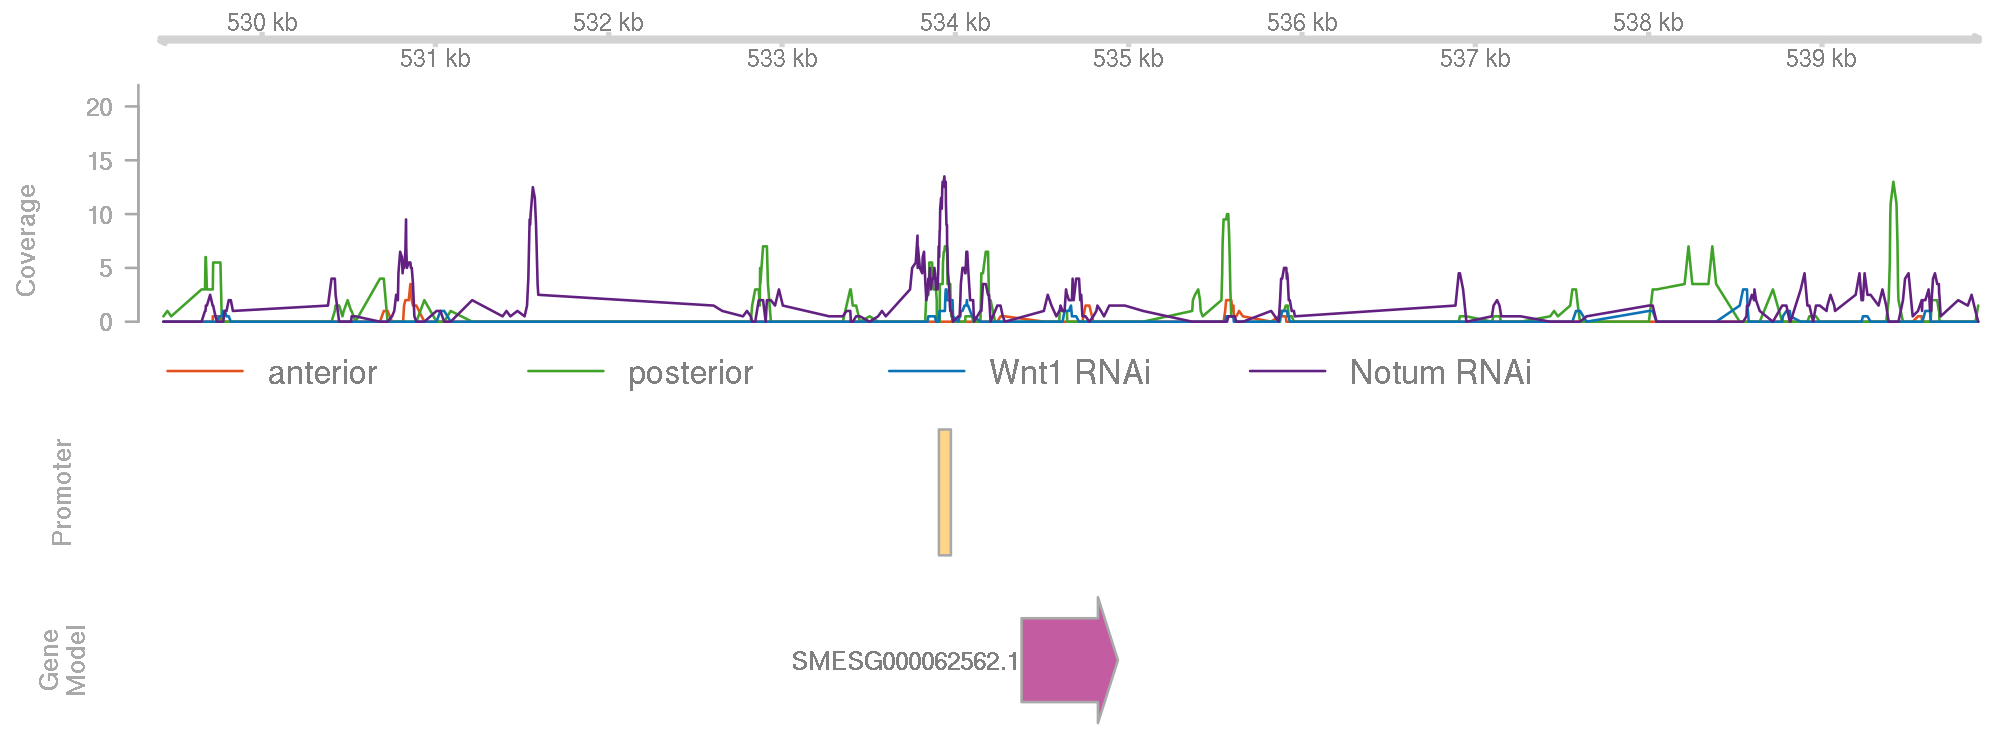 530 kb 532 kb 534 kb 536 kb 538 kb
531 kb 533 kb 535 kb 537 kb 539 kb
Coverage
20
15
10
5
0
anterior posterior Wnt1 RNAi Notum RNAi
Promoter
Gene
Model
SMESG000062562.1